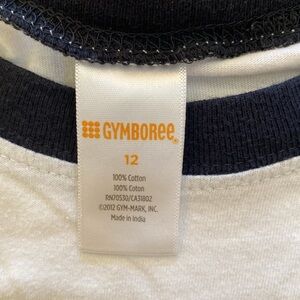 GYMBOREE®
12
100% Cotton
100% Coton
RN70530/CA31802
©2012 GYM-MARK, INC.
Made in India